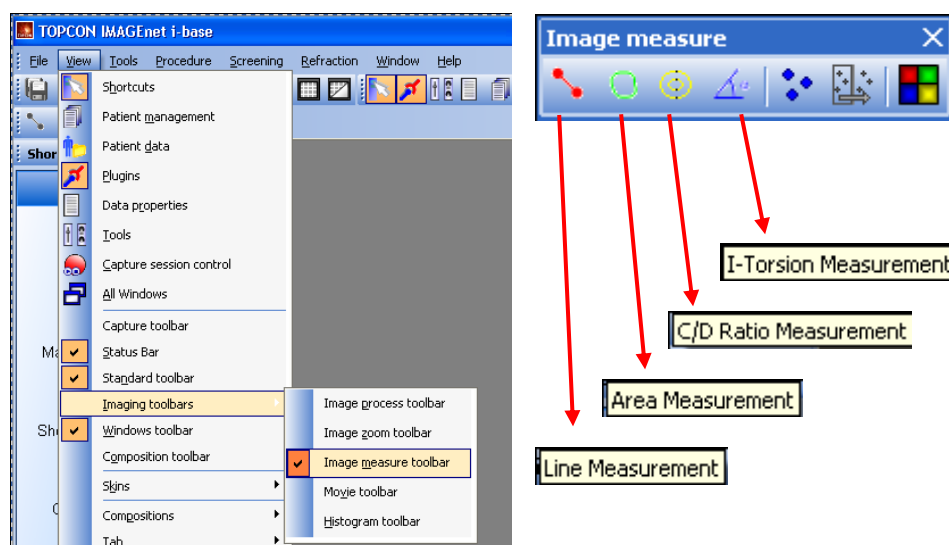 TOPCON IMAGEnet i-base
File View Tools Procedure Screening Refraction Window Help
Shortcuts
Patient management
Patient data
Shor
Plugins
Data properties
Tools
Capture session control
All Windows
Capture toolbar
Ma
Status Bar
Standard toolbar
Imaging toolbars
Image process toolbar
Sh
Windows toolbar
Image zoom toolbar
Composition toolbar
Image measure toolbar
Skins
Movie toolbar
Compositions
Histogram toolbar
Tab
Image measure
I-Torsion Measurement
C/D Ratio Measurement
Area Measurement
Line Measurement